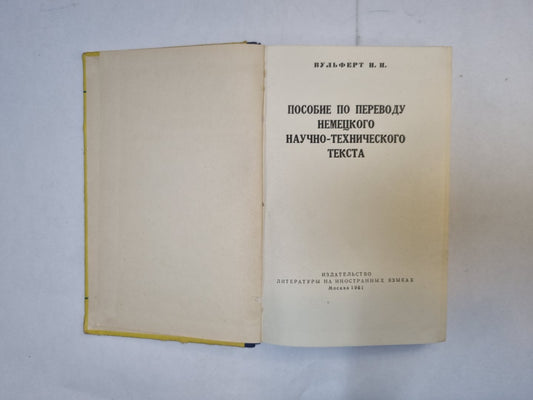 ВУЛЬФЕРТ Н. Н.
ПОСОБИЕ ПО ПЕРЕВОДУ
НЕМЕЦКОГО
НАУЧНО-ТЕХНИЧЕСКОГО
ТЕКСТА
ИЗДАТЕЛЬСТВО
ЛИТЕРАТУРЫ НА ИНОСТРАННЫХ ЯЗЫКАХ
Москва 1961